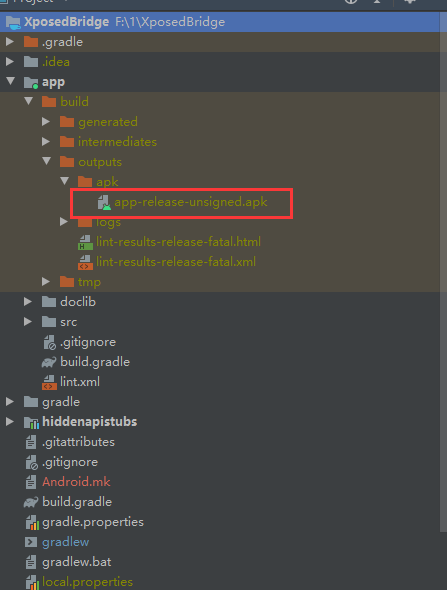 XposedBridge F:\1\XposedBridge
.gradle
.idea
app
build
generated
intermediates
outputs
apk
app-release-unsigned.apk
logs
lint-results-release-fatal.html
lint-results-release-fatal.xml
tmp
doclib
src
.gitignore
build.gradle
lint.xml
gradle
hiddenapistubs
.gitattributes
.gitignore
Android.mk
build.gradle
gradle.properties
gradlew
gradlew.bat
local.properties